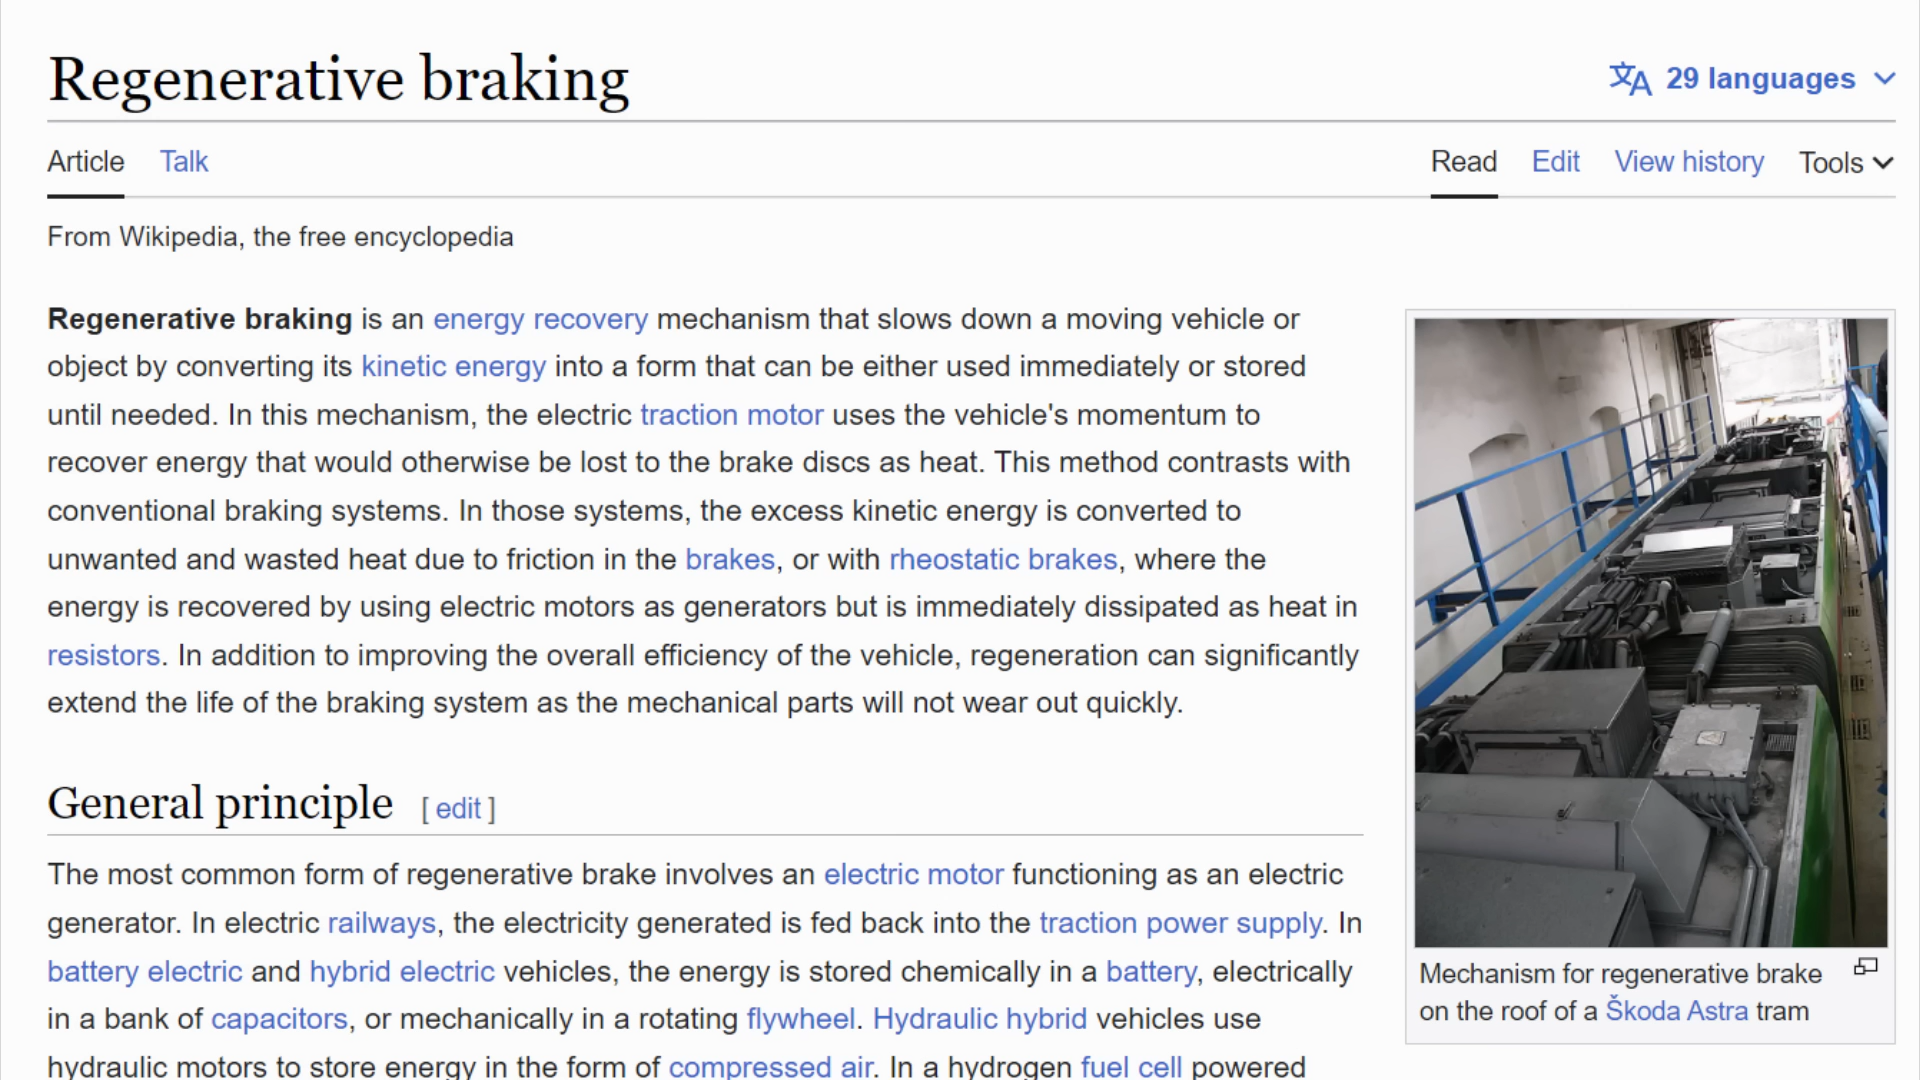 Regenerative braking
29 languages
Article Talk
Read Edit View history Tools
From Wikipedia, the free encyclopedia
Regenerative braking is an energy recovery mechanism that slows down a moving vehicle or
object by converting its kinetic energy into a form that can be either used immediately or stored
until needed. In this mechanism, the electric traction motor uses the vehicle's momentum to
recover energy that would otherwise be lost to the brake discs as heat. This method contrasts with
conventional braking systems. In those systems, the excess kinetic energy is converted to
unwanted and wasted heat due to friction in the brakes, or with rheostatic brakes, where the
energy is recovered by using electric motors as generators but is immediately dissipated as heat in
resistors. In addition to improving the overall efficiency of the vehicle, regeneration can significantly
extend the life of the braking system as the mechanical parts will not wear out quickly.
Mechanism for regenerative brake
on the roof of a Škoda Astra tram
General principle [ edit ]
The most common form of regenerative brake involves an electric motor functioning as an electric
generator. In electric railways, the electricity generated is fed back into the traction power supply. In
battery electric and hybrid electric vehicles, the energy is stored chemically in a battery, electrically
in a bank of capacitors, or mechanically in a rotating flywheel. Hydraulic hybrid vehicles use
hydraulic motors to store energy in the form of compressed air. In a hydrogen fuel cell powered